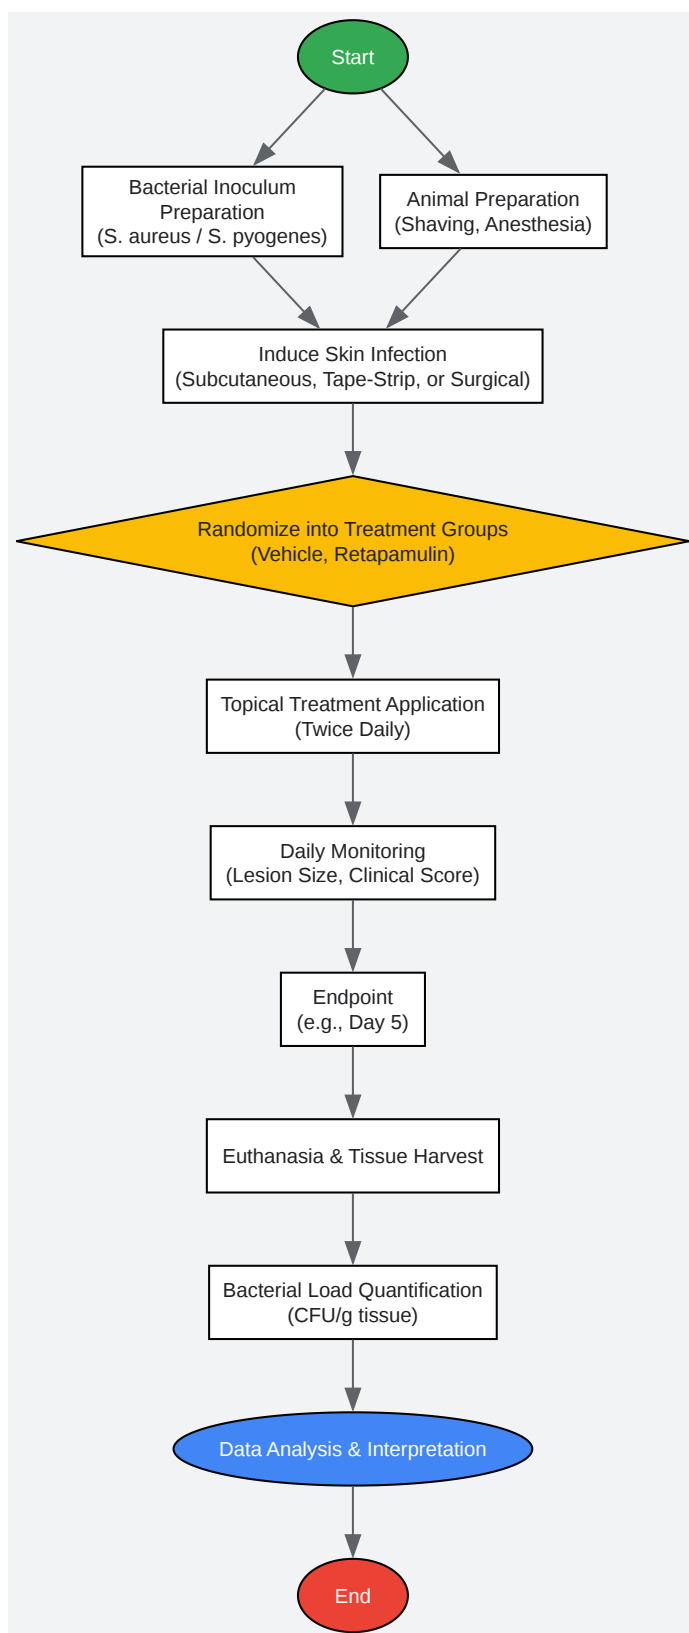 Start
Bacterial Inoculum
Preparation
(S. aureus / S. pyogenes)
Animal Preparation
(Shaving, Anesthesia)
Induce Skin Infection
(Subcutaneous, Tape-Strip, or Surgical)
Randomize into Treatment Groups
(Vehicle, Retapamulin)
Topical Treatment Application
(Twice Daily)
Daily Monitoring
(Lesion Size, Clinical Score)
Endpoint
(e.g., Day 5)
Euthanasia & Tissue Harvest
Bacterial Load Quantification
(CFU/g tissue)
Data Analysis & Interpretation
End